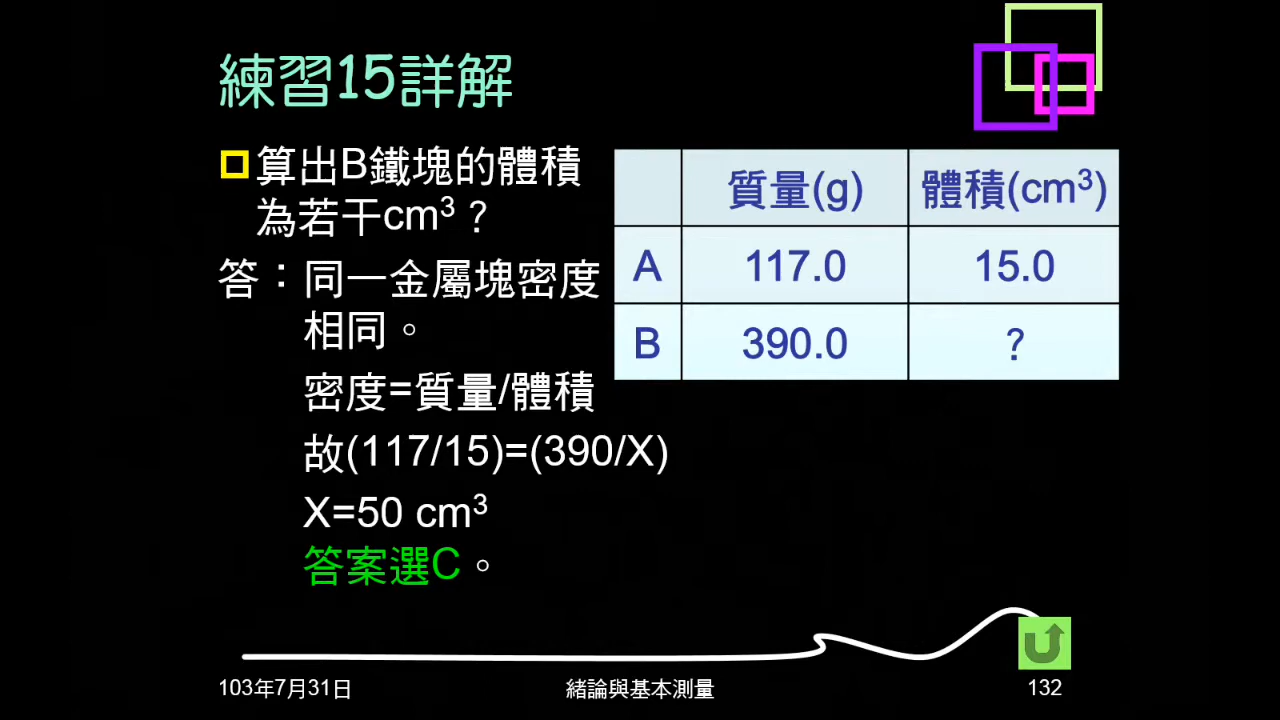 練習15詳解
算出B鐵塊的體積
為若干cm³？
答：同一金屬塊密度
相同。
密度=質量/體積
故(117/15)=(390/X)
X=50 cm³
答案選C。
質量(g) 體積(cm³)
A 117.0 15.0
B 390.0 ？
103年7月31日 緒論與基本測量 132